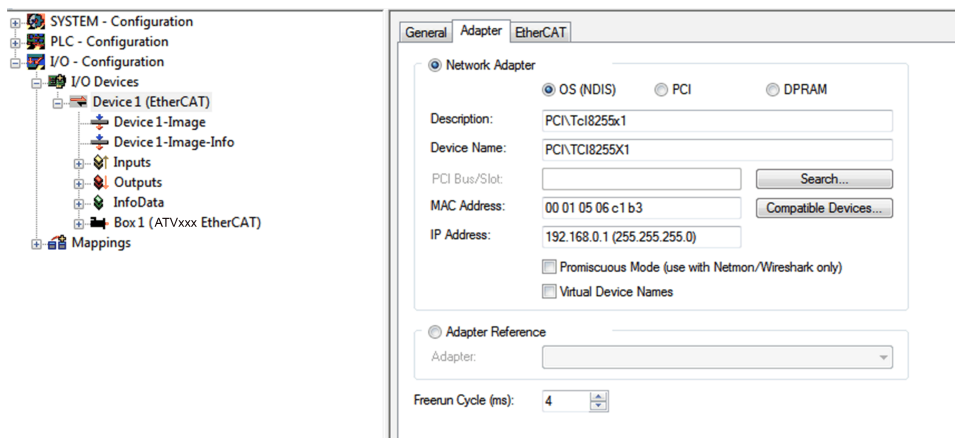 SYSTEM - Configuration
PLC - Configuration
I/O - Configuration
I/O Devices
Device 1 (EtherCAT)
Device 1-Image
Device 1-Image-Info
Inputs
Outputs
InfoData
Box 1 (ATVxxx EtherCAT)
Mappings
General Adapter EtherCAT
Network Adapter
OS (NDIS) PCI DPRAM
Description: PCI\TcI8255x1
Device Name: PCI\TCI8255X1
PCI Bus/Slot: Search...
MAC Address: 00 01 05 06 c1 b3 Compatible Devices...
IP Address: 192.168.0.1 (255.255.255.0)
Promiscuous Mode (use with Netmon/Wireshark only)
Virtual Device Names
Adapter Reference
Adapter:
Freerun Cycle (ms): 4